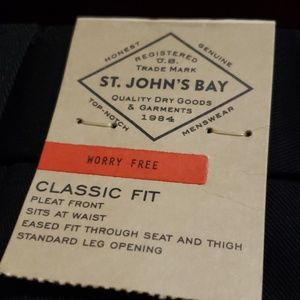 HONEST
GENUINE
REGISTERED
U.S.
TRADE MARK
ST. JOHN'S BAY
QUALITY DRY GOODS
& GARMENTS
1984
TOP-NOTCH
MENSWEAR
WORRY FREE
CLASSIC FIT
PLEAT FRONT
SITS AT WAIST
EASED FIT THROUGH SEAT AND THIGH
STANDARD LEG OPENING